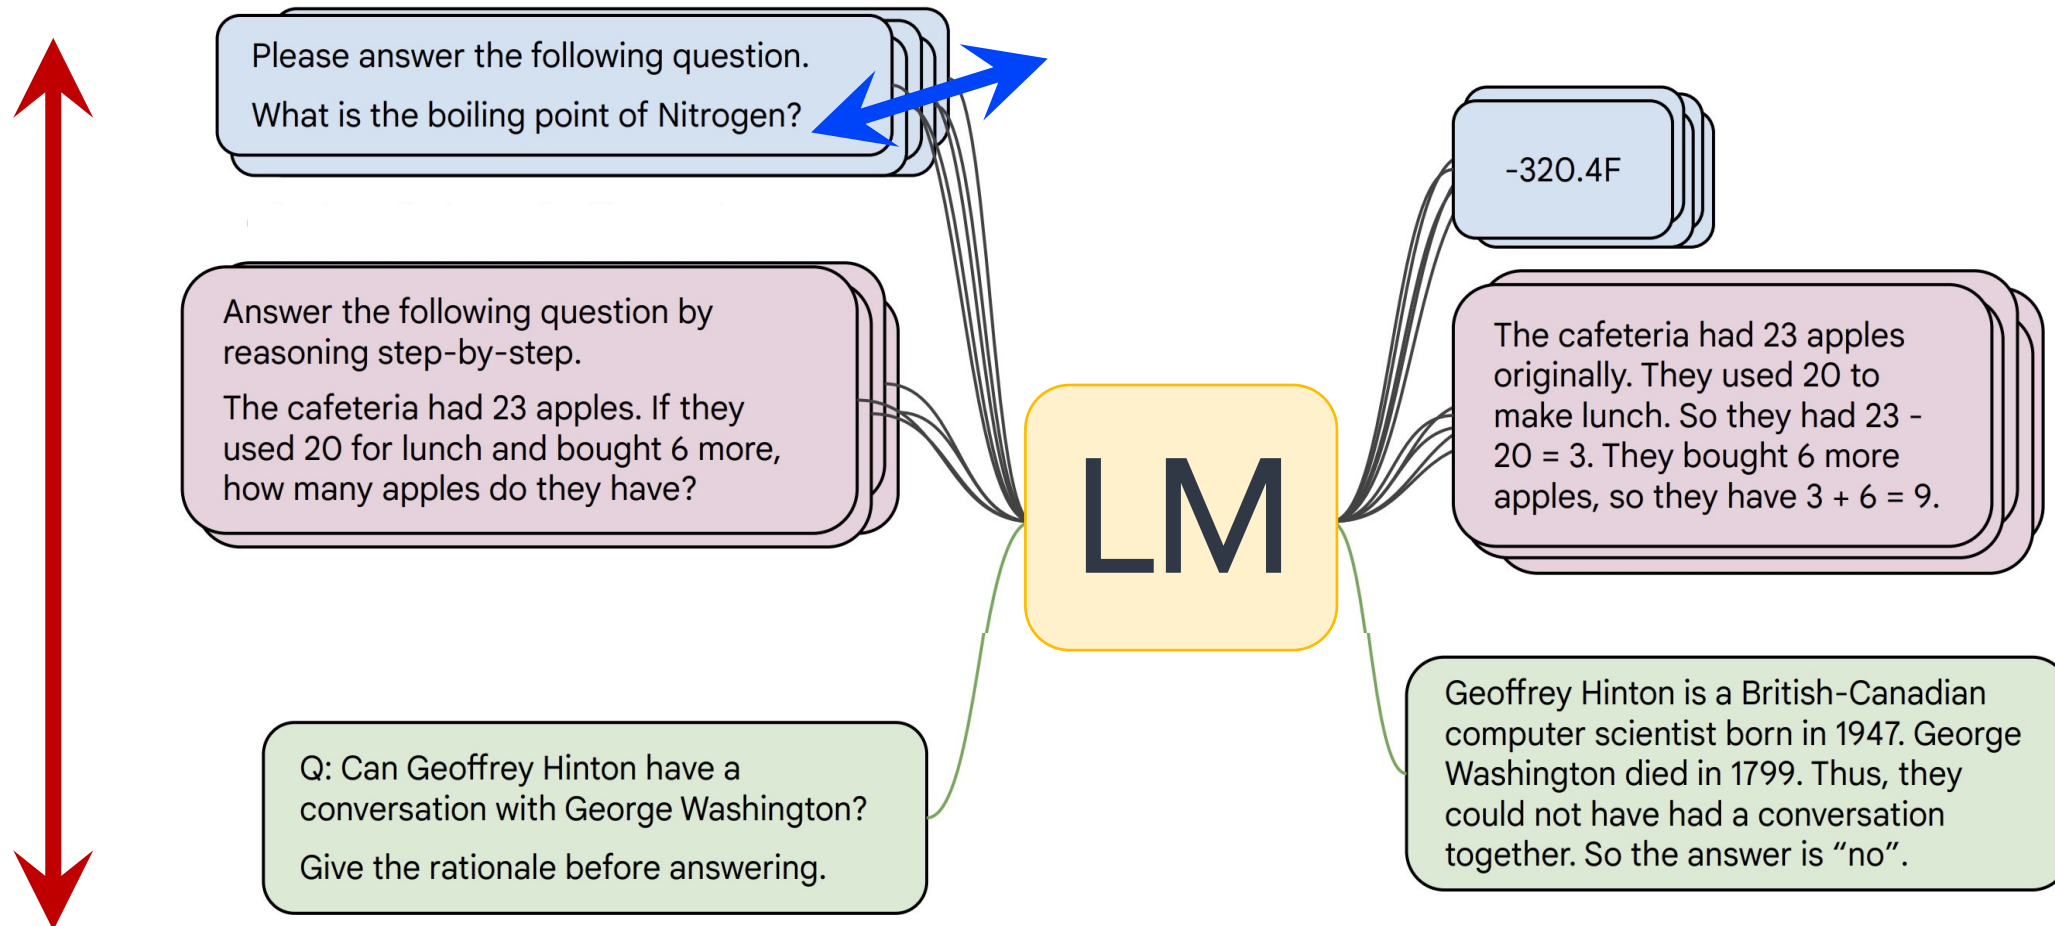 Please answer the following question.
What is the boiling point of Nitrogen?
-320.4F
Answer the following question by
reasoning step-by-step.
The cafeteria had 23 apples. If they
used 20 for lunch and bought 6 more,
how many apples do they have?
The cafeteria had 23 apples
originally. They used 20 to
make lunch. So they had 23 -
20 = 3. They bought 6 more
apples, so they have 3 + 6 = 9.
LM
Q: Can Geoffrey Hinton have a
conversation with George Washington?
Give the rationale before answering.
Geoffrey Hinton is a British-Canadian
computer scientist born in 1947. George
Washington died in 1799. Thus, they
could not have had a conversation
together. So the answer is “no”.